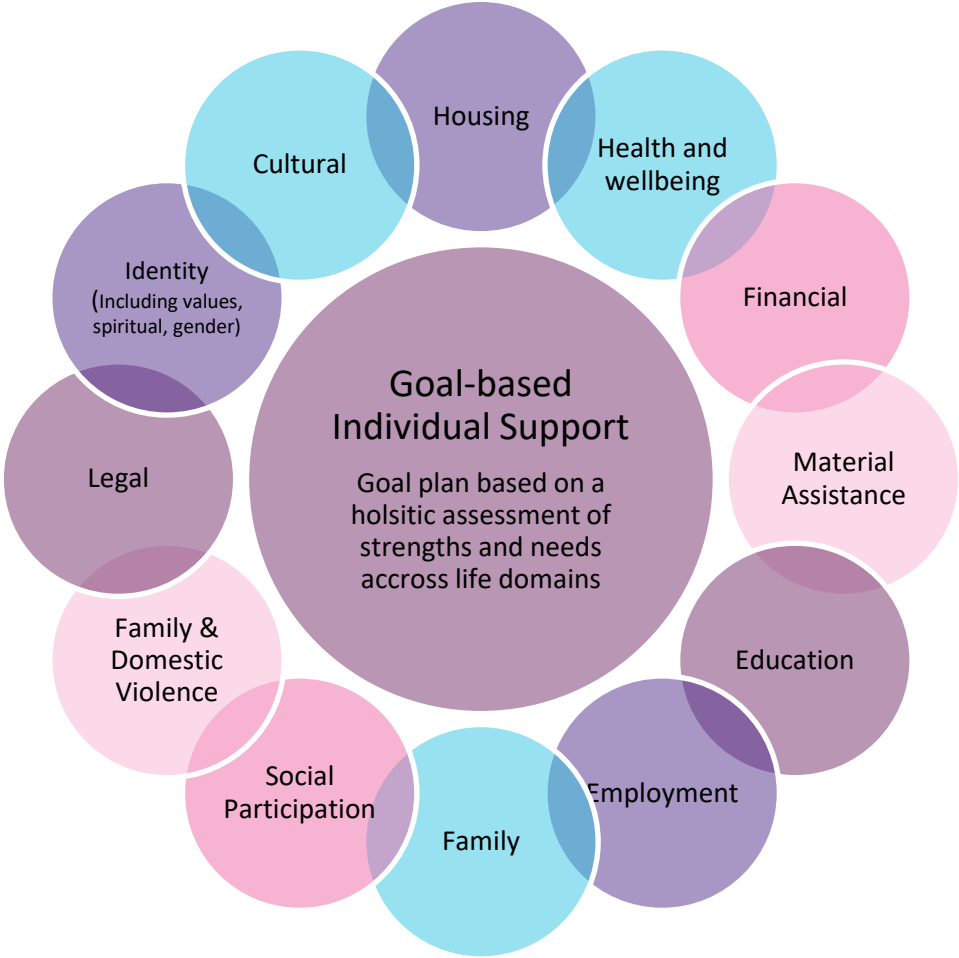 Housing
Health and
wellbeing
Financial
Material
Assistance
Education
Employment
Family
Social
Participation
Family &
Domestic
Violence
Legal
Identity
(Including values,
spiritual, gender)
Cultural
Goal-based
Individual Support
Goal plan based on a
holsitic assessment of
strengths and needs
accross life domains